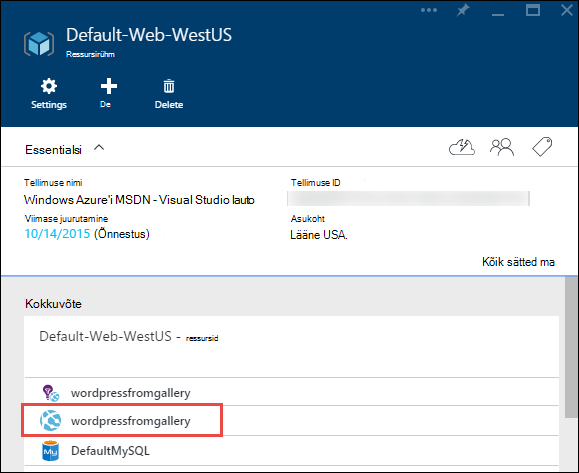 Default-Web-WestUS
Ressursirühm
Settings
De
Delete
Essentialsi
Tellimuse nimi
Tellimuse ID
Windows Azure'i MSDN - Visual Studio lauto
Viimase juurutamine
Asukoht
10/14/2015 (Õnnestus)
Lääne USA.
Kõik sätted ma
Kokkuvõte
Default-Web-WestUS - ressursid
wordpressfromgallery
wordpressfromgallery
My
DefaultMySQL